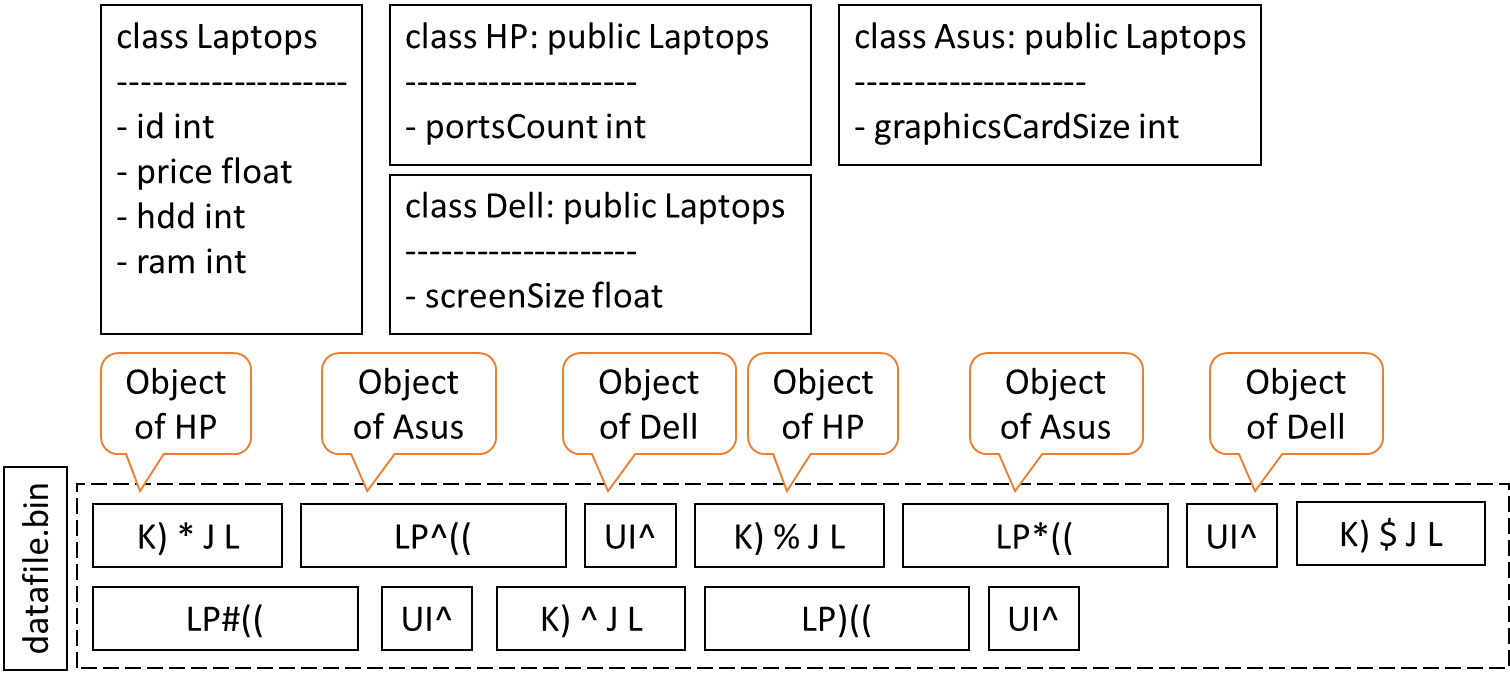 class Laptops
--------------------
- id int
- price float
- hdd int
- ram int
class HP: public Laptops
--------------------
- portsCount int
class Dell: public Laptops
--------------------
- screenSize float
class Asus: public Laptops
--------------------
- graphicsCardSize int
Object
of HP
Object
of Asus
Object
of Dell
Object
of HP
Object
of Asus
Object
of Dell
datafile.bin
K) * J L
LP^((
UI^
K) % J L
LP*((
UI^
K) $ J L
LP#((
UI^
K) ^ J L
LP)((
UI^